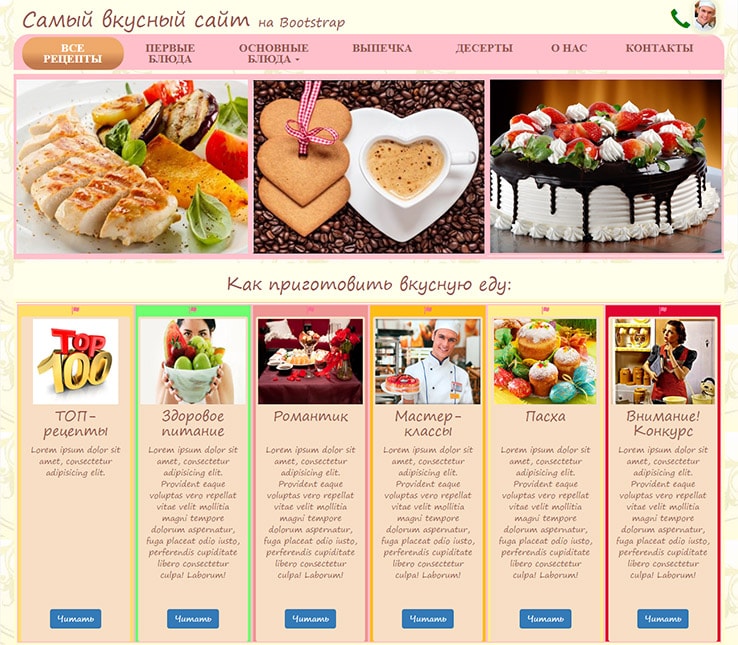 Самый вкусный сайт на Bootstrap
ВСЕ РЕЦЕПТЫ
ПЕРВЫЕ БЛЮДА
ОСНОВНЫЕ БЛЮДА
ВЫПЕЧКА
ДЕСЕРТЫ
О НАС
КОНТАКТЫ
Как приготовить вкусную еду:
Top
100
ТОП-
рецепты
Lorem ipsum dolor sit
amet, consectetur
adipisicing elit.
Читать
Здоровое
питание
Lorem ipsum dolor sit
amet, consectetur
adipisicing elit.
Provident eaque
voluptas vero repellat
vitae velit mollitia
magni tempore
dolorum aspernatur,
fuga placeat odio iusto,
perferendis cupiditate
libero consectetur
culpa! Laborum!
Читать
Романтик
Lorem ipsum dolor sit
amet, consectetur
adipisicing elit.
Provident eaque
voluptas vero repellat
vitae velit mollitia
magni tempore
dolorum aspernatur,
fuga placeat odio iusto,
perferendis cupiditate
libero consectetur
culpa! Laborum!
Читать
Мастер-
классы
Lorem ipsum dolor sit
amet, consectetur
adipisicing elit.
Provident eaque
voluptas vero repellat
vitae velit mollitia
magni tempore
dolorum aspernatur,
fuga placeat odio iusto,
perferendis cupiditate
libero consectetur
culpa! Laborum!
Читать
Пасха
Lorem ipsum dolor sit
amet, consectetur
adipisicing elit.
Provident eaque
voluptas vero repellat
vitae velit mollitia
magni tempore
dolorum aspernatur,
fuga placeat odio iusto,
perferendis cupiditate
libero consectetur
culpa! Laborum!
Читать
Внимание!
Конкурс
Lorem ipsum dolor sit
amet, consectetur
adipisicing elit.
Provident eaque
voluptas vero repellat
vitae velit mollitia
magni tempore
dolorum aspernatur,
fuga placeat odio iusto,
perferendis cupiditate
libero consectetur
culpa! Laborum!
Читать